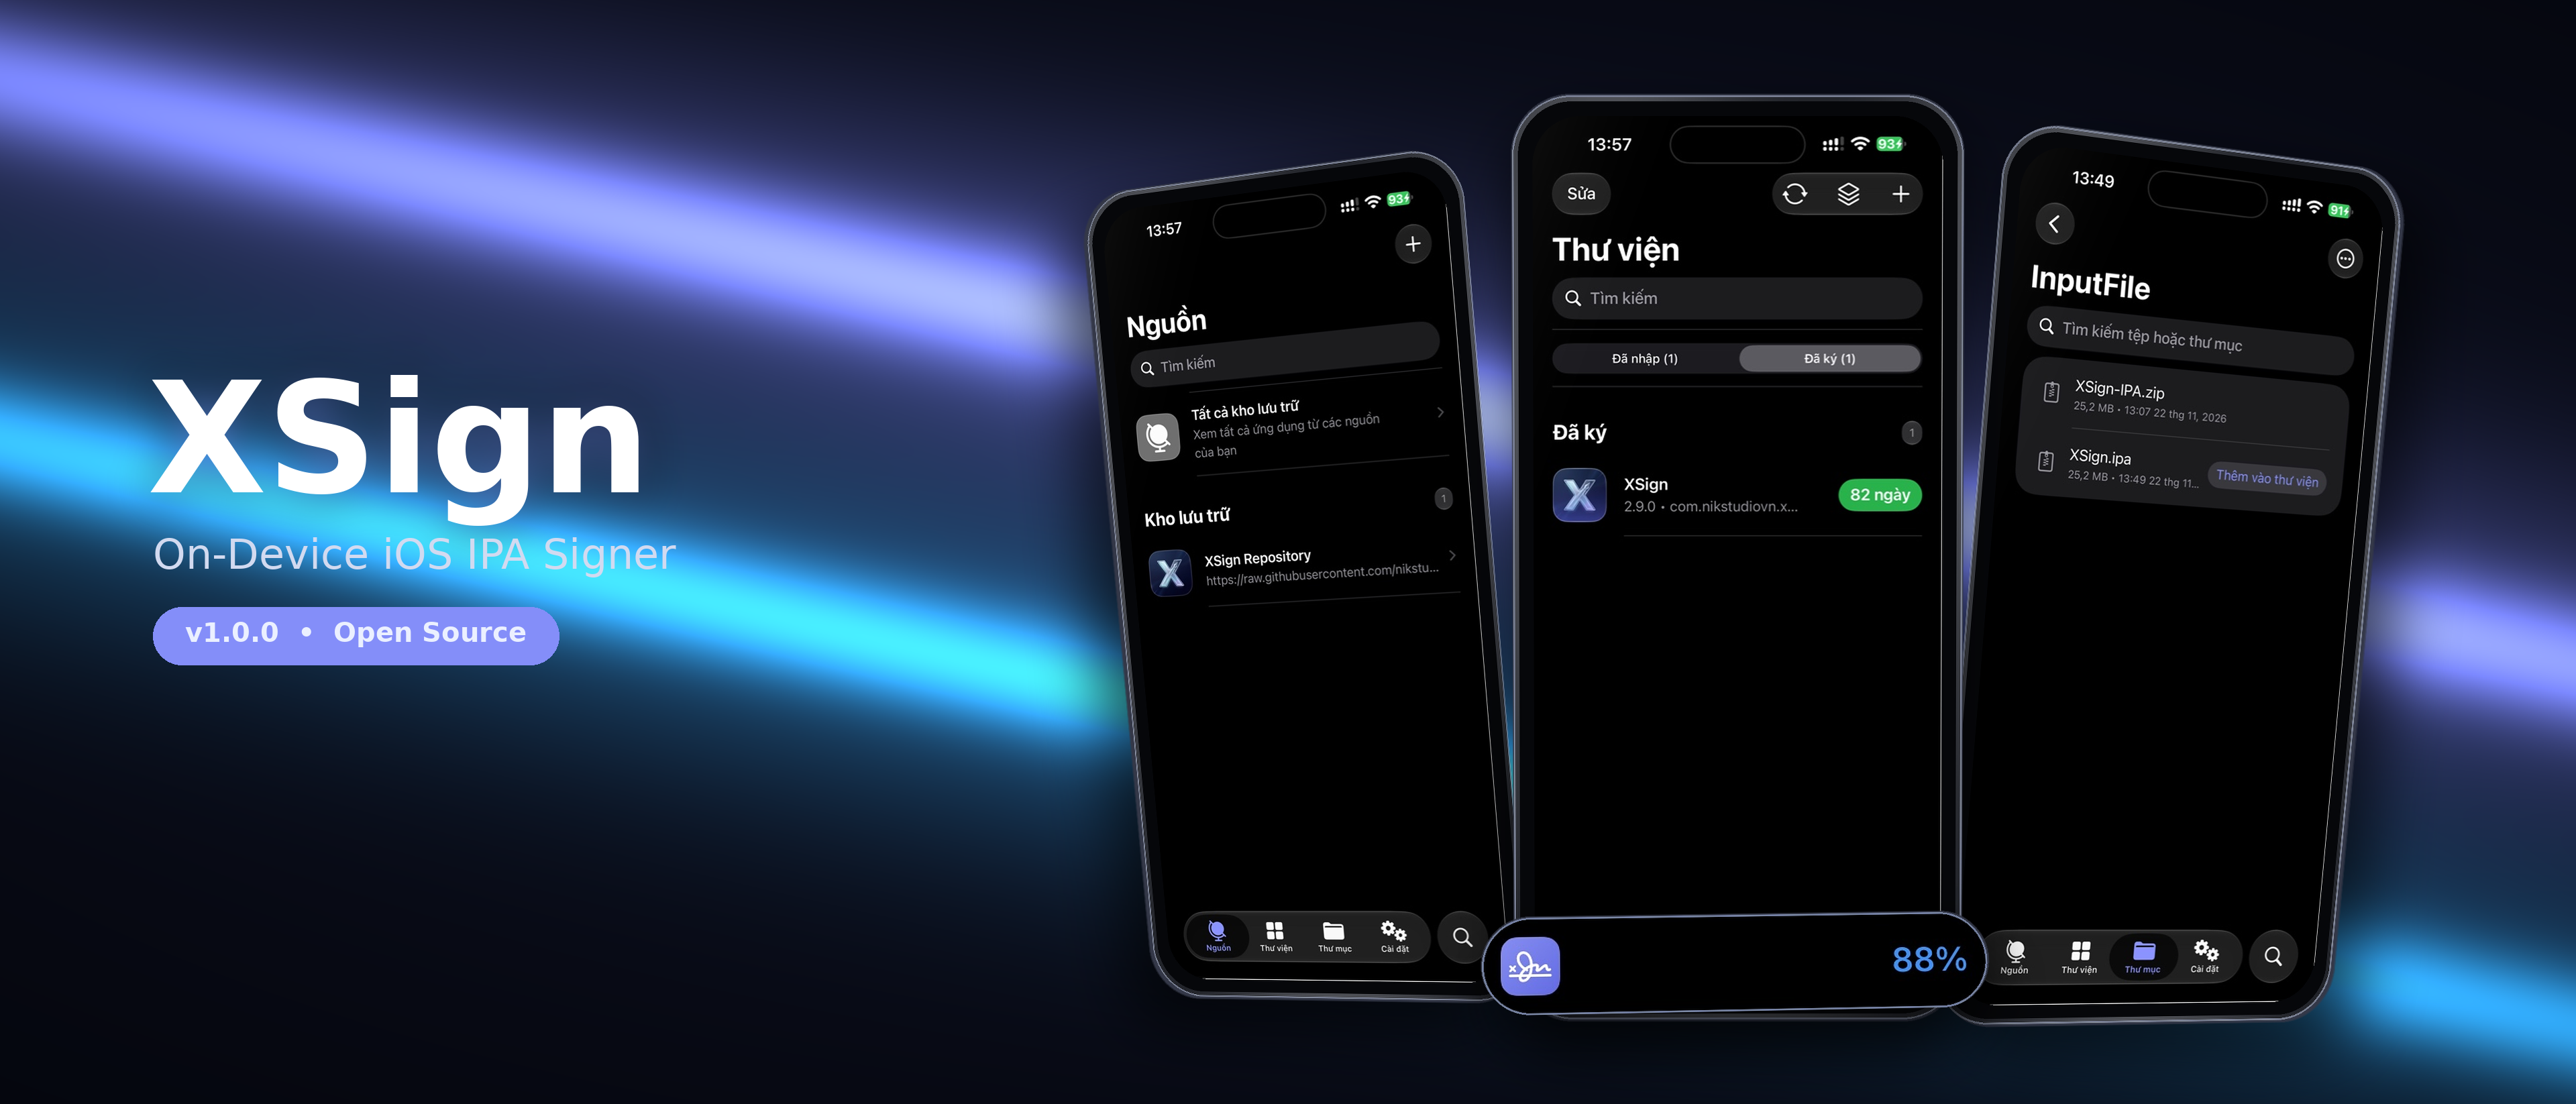 XSign
On-Device iOS IPA Signer
v1.0.0 • Open Source
13:57
93
Nguồn
Tìm kiếm
Tất cả kho lưu trữ
Xem tất cả ứng dụng từ các nguồn
của bạn
Kho lưu trữ
1
XSign Repository
https://raw.githubusercontent.com/nikstu...
Nguồn
Thư viện
Thư mục
Cài đặt
13:57
93
Sửa
Thư viện
Tìm kiếm
Đã nhập (1)
Đã ký (1)
Đã ký
1
XSign
2.9.0 • com.nikstudiovn.x...
82 ngày
88%
13:49
91
InputFile
Tìm kiếm tệp hoặc thư mục
XSign-IPA.zip
25,2 MB • 13:07 22 thg 11, 2026
XSign.ipa
25,2 MB • 13:49 22 thg 11...
Thêm vào thư viện
Nguồn
Thư viện
Thư mục
Cài đặt